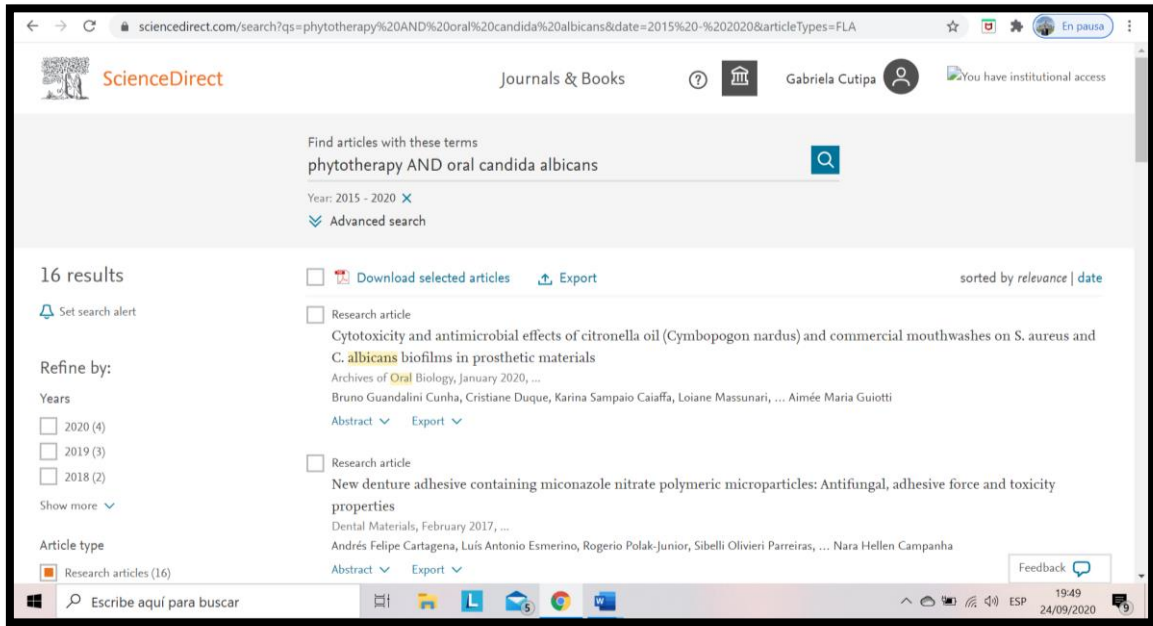 sciencedirect.com/search?qs=phytotherapy%20AND%20oral%20candida%20albicans&date=2015%20-%202020&articleTypes=FLA
En pausa
ScienceDirect
Journals & Books
Gabriela Cutipa
You have institutional access
Find articles with these terms
phytotherapy AND oral candida albicans
Year: 2015 - 2020
Advanced search
16 results
Download selected articles
Export
sorted by relevance | date
Set search alert
Research article
Cytotoxicity and antimicrobial effects of citronella oil (Cymbopogon nardus) and commercial mouthwashes on S. aureus and
C. albicans biofilms in prosthetic materials
Archives of Oral Biology, January 2020, ...
Bruno Guandalini Cunha, Cristiane Duque, Karina Sampaio Caiaffa, Loiane Massunari, ... Aimée Maria Guiotti
Abstract
Export
Refine by:
Years
2020 (4)
2019 (3)
2018 (2)
Show more
Article type
Research articles (16)
Research article
New denture adhesive containing miconazole nitrate polymeric microparticles: Antifungal, adhesive force and toxicity
properties
Dental Materials, February 2017, ...
Andrés Felipe Cartagena, Luís Antonio Esmerino, Rogerio Polak-Junior, Sibelli Olivieri Parreiras, ... Nara Hellen Campanha
Abstract
Export
Feedback
Escribe aquí para buscar
L
5
W
ESP
19:49
24/09/2020
9